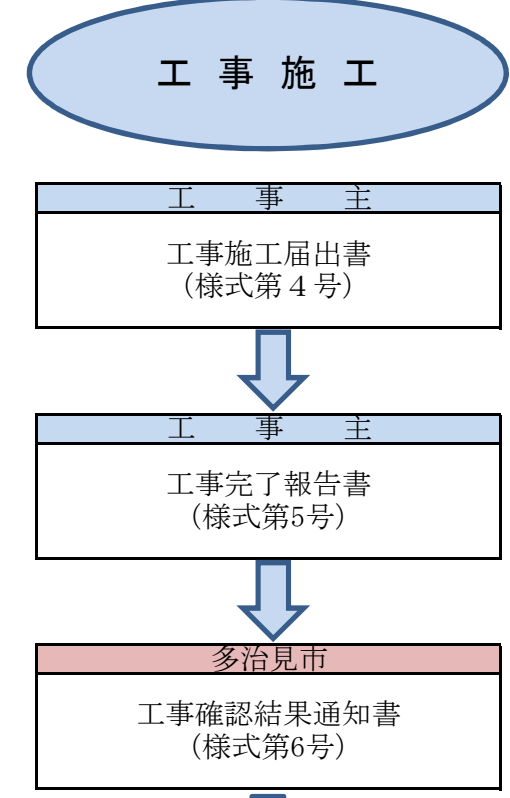 工事施工
工事主
工事施工届出書
(様式第４号)
工事主
工事完了報告書
(様式第5号)
多治見市
工事確認結果通知書
(様式第6号)